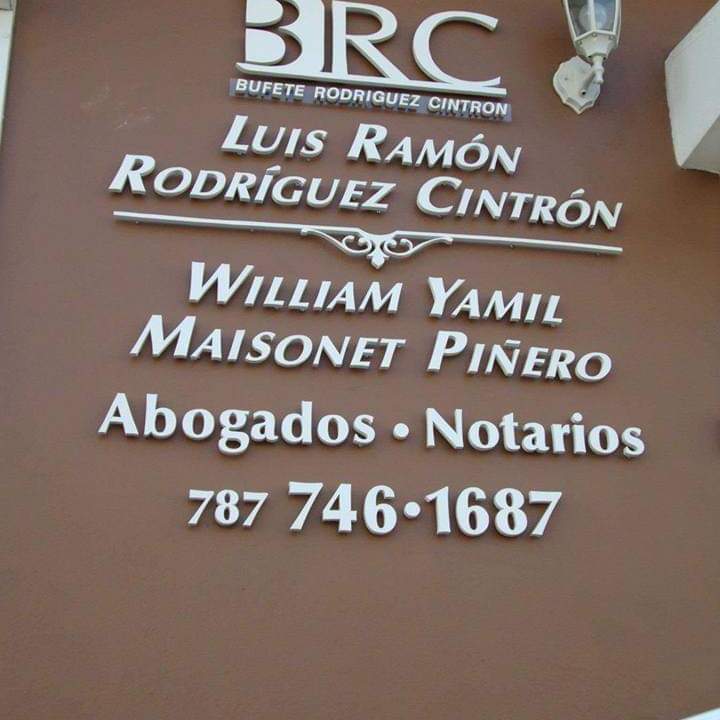 BRC
BUFETE RODRIGUEZ CINTRON
LUIS RAMÓN
RODRÍGUEZ CINTRÓN
WILLIAM YAMIL
MAISONET PIÑERO
Abogados • Notarios
787 746•1687